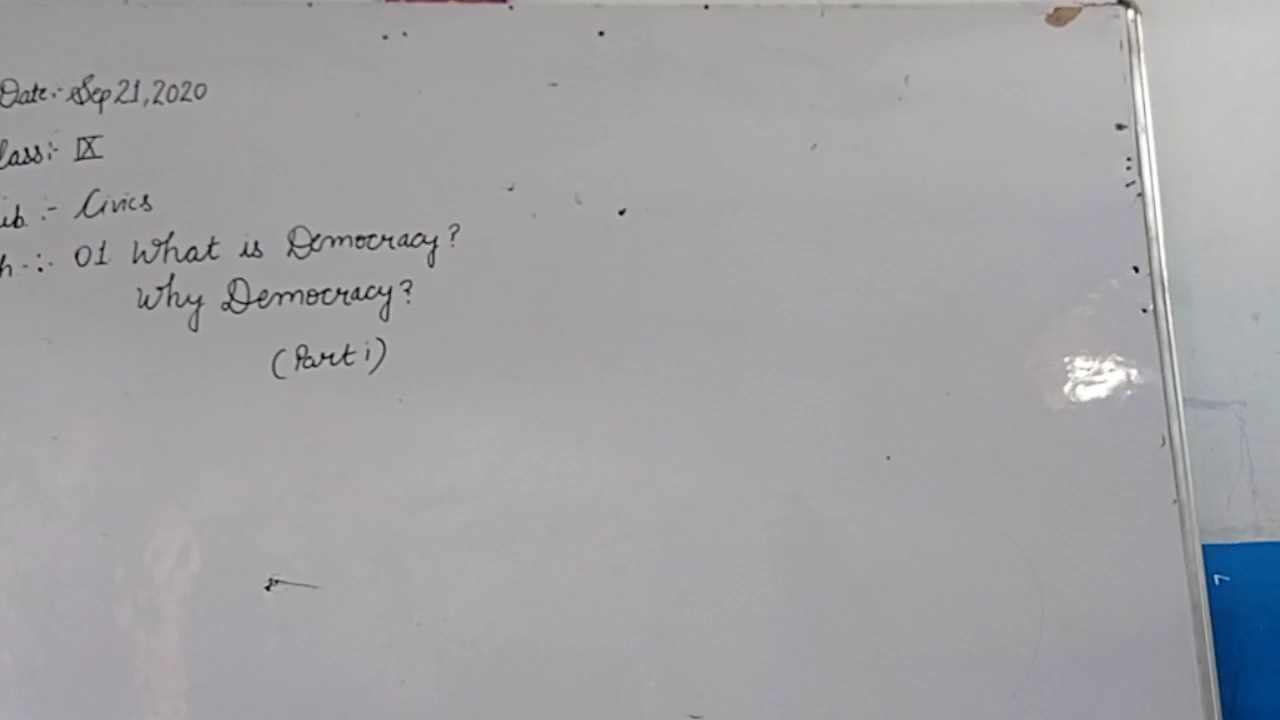 Date:- Sep 21, 2020
lass:- IX
ub :- Civics
h -:- 01 What is Democracy?
Why Democracy?
(Part i)